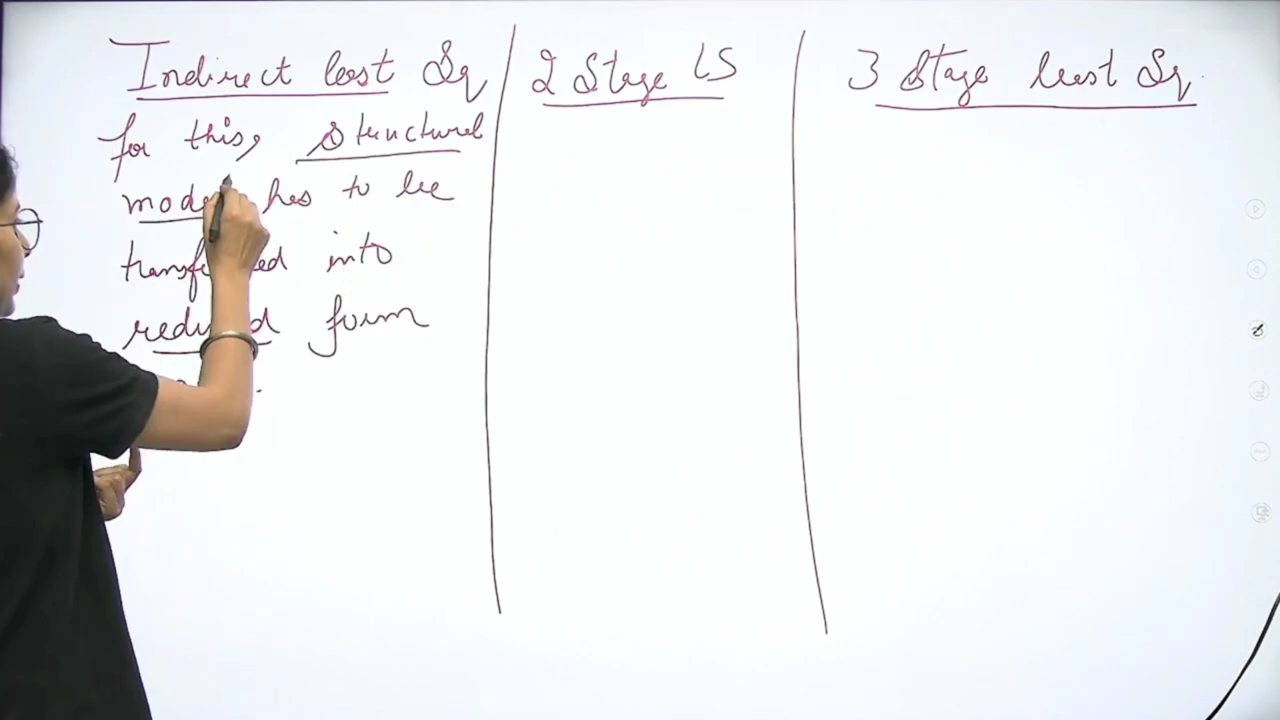 Indirect least Sq
2 Stage LS
3 Stage least Sq.
for this, structural
model has to be
transformed into
reduced form